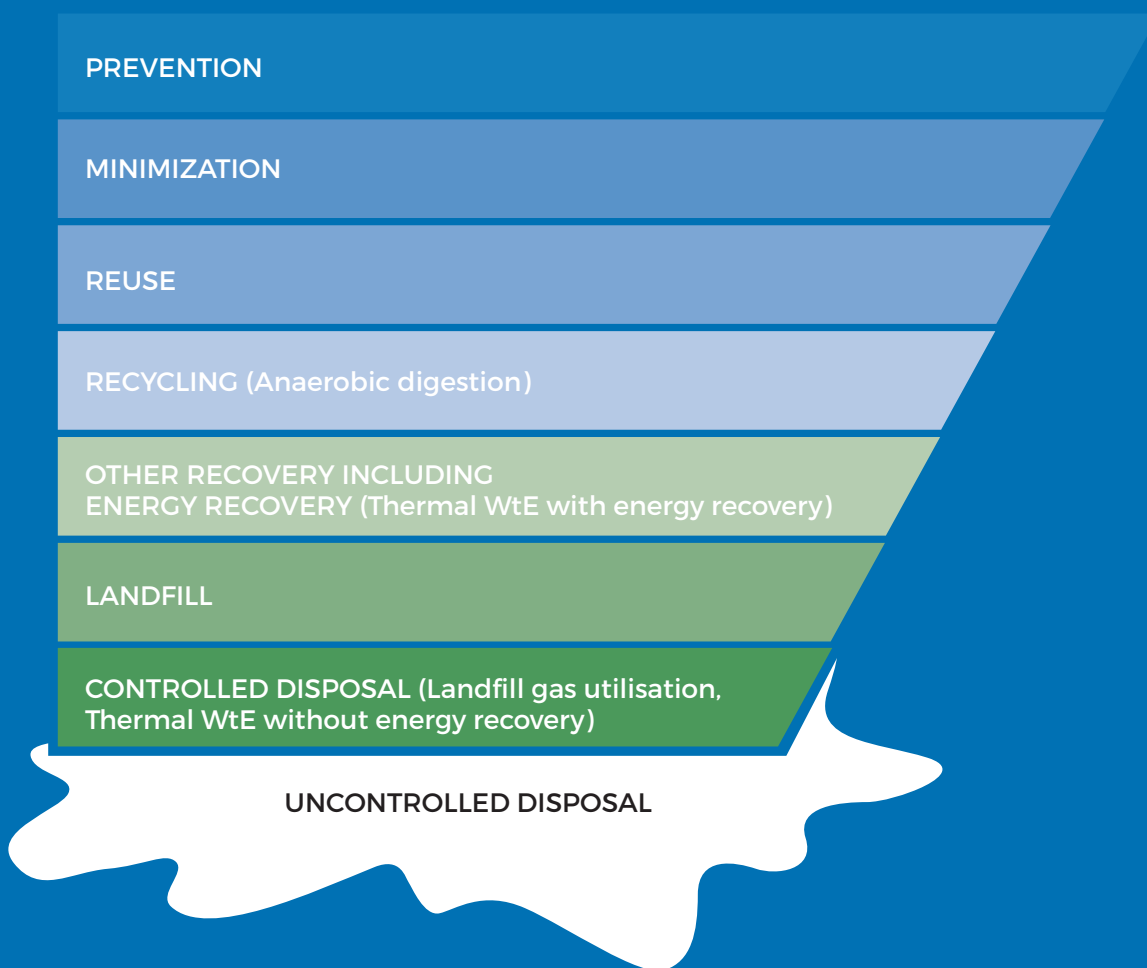 PREVENTION
MINIMIZATION
REUSE
RECYCLING (Anaerobic digestion)
OTHER RECOVERY INCLUDING
ENERGY RECOVERY (Thermal WtE with energy recovery)
LANDFILL
CONTROLLED DISPOSAL (Landfill gas utilisation,
Thermal WtE without energy recovery)
UNCONTROLLED DISPOSAL